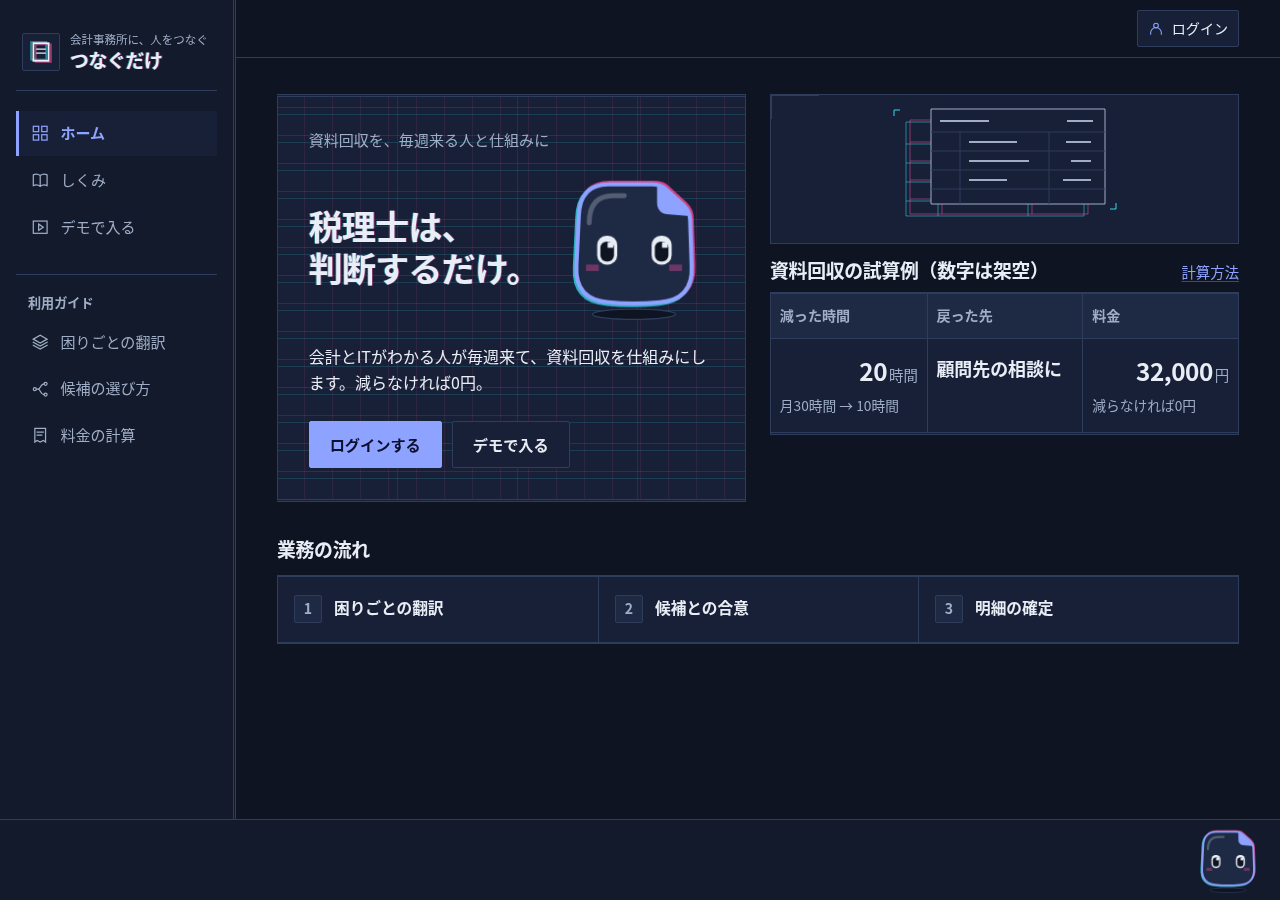 会計事務所に、人をつなぐ
つなぐだけ
ログイン
ホーム
しくみ
デモで入る
利用ガイド
困りごとの翻訳
候補の選び方
料金の計算
資料回収を、毎週来る人と仕組みに
税理士は、
判断するだけ。
会計とITがわかる人が毎週来て、資料回収を仕組みにし
ます。減らなければ0円。
ログインする
デモで入る
資料回収の試算例（数字は架空）
計算方法
減った時間
戻った先
料金
20時間
顧問先の相談に
32,000円
月30時間 → 10時間
減らなければ0円
業務の流れ
1 困りごとの翻訳
2 候補との合意
3 明細の確定